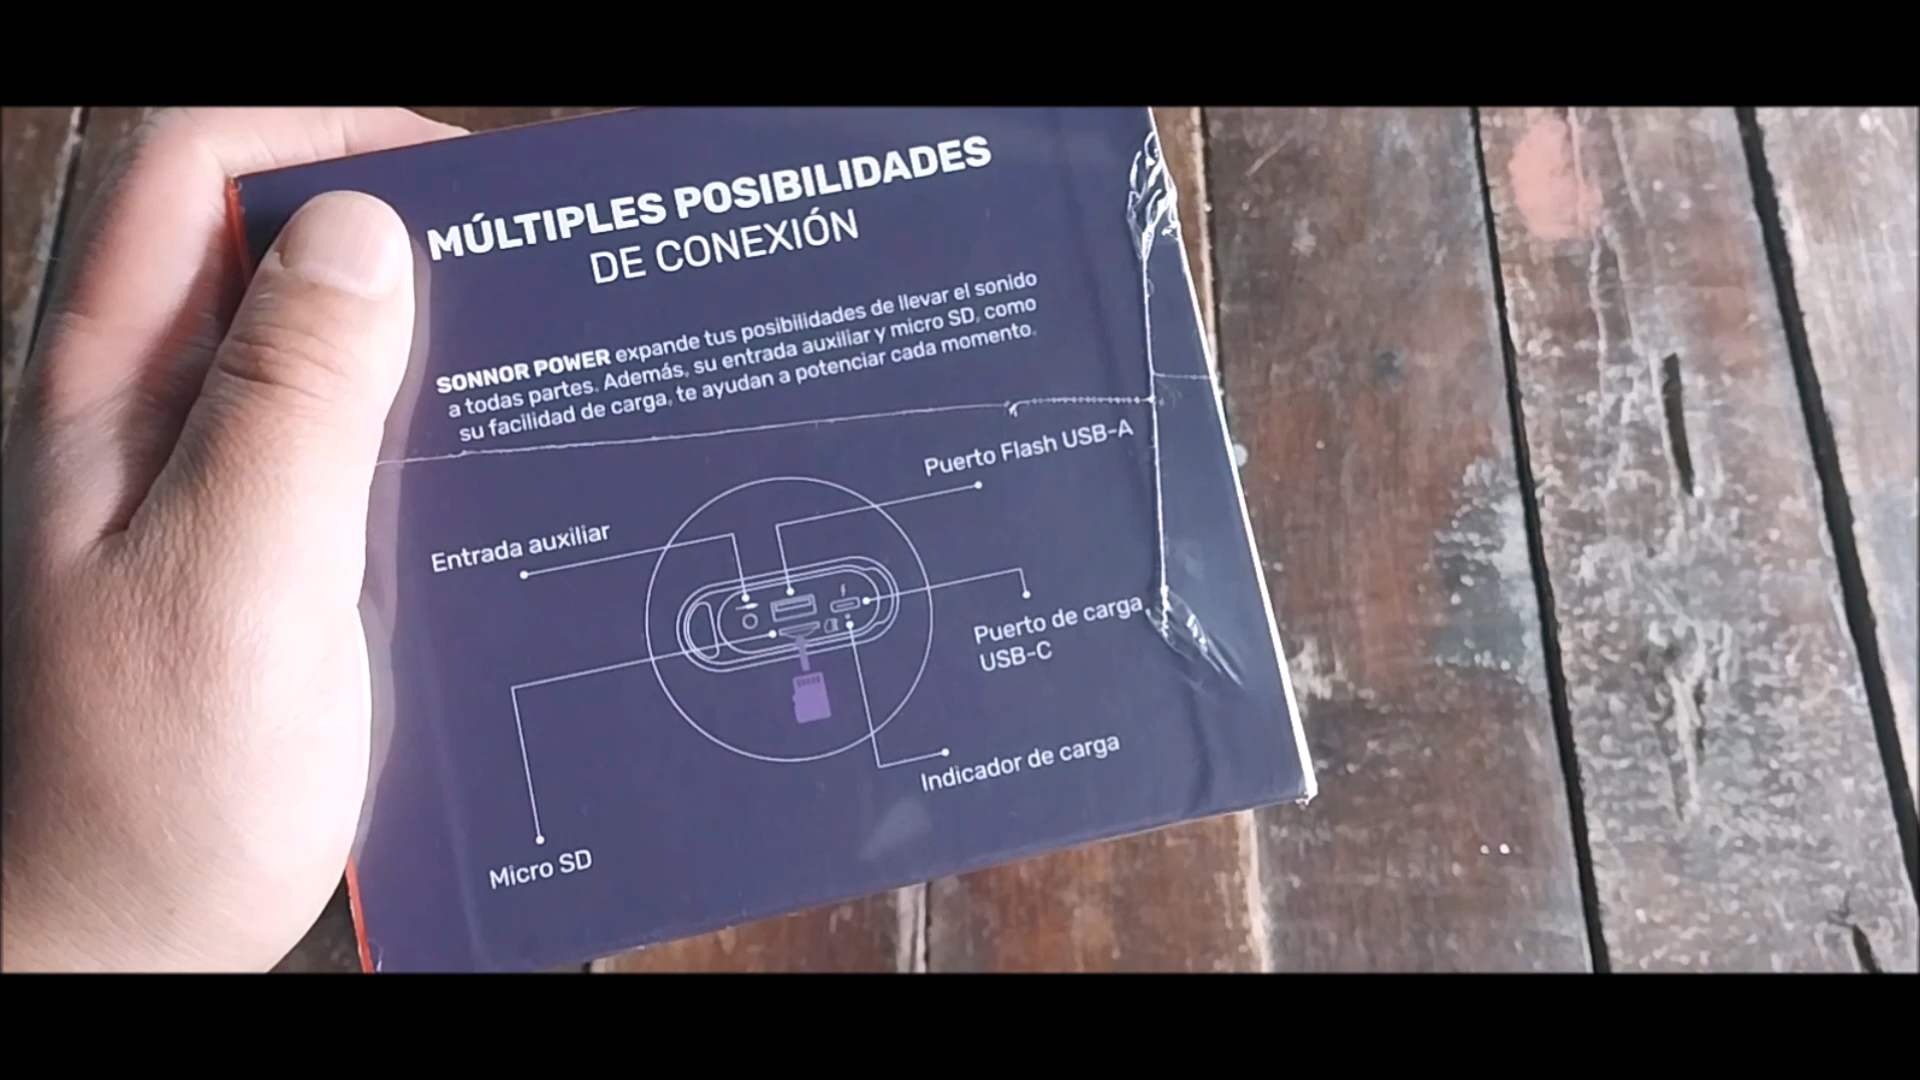 MÚLTIPLES POSIBILIDADES
DE CONEXIÓN
SONNOR POWER expande tus posibilidades de llevar el sonido
a todas partes. Además, su entrada auxiliar y micro SD, como
su facilidad de carga, te ayudan a potenciar cada momento.
Puerto Flash USB-A
Entrada auxiliar
Puerto de carga
USB-C
Indicador de carga
Micro SD